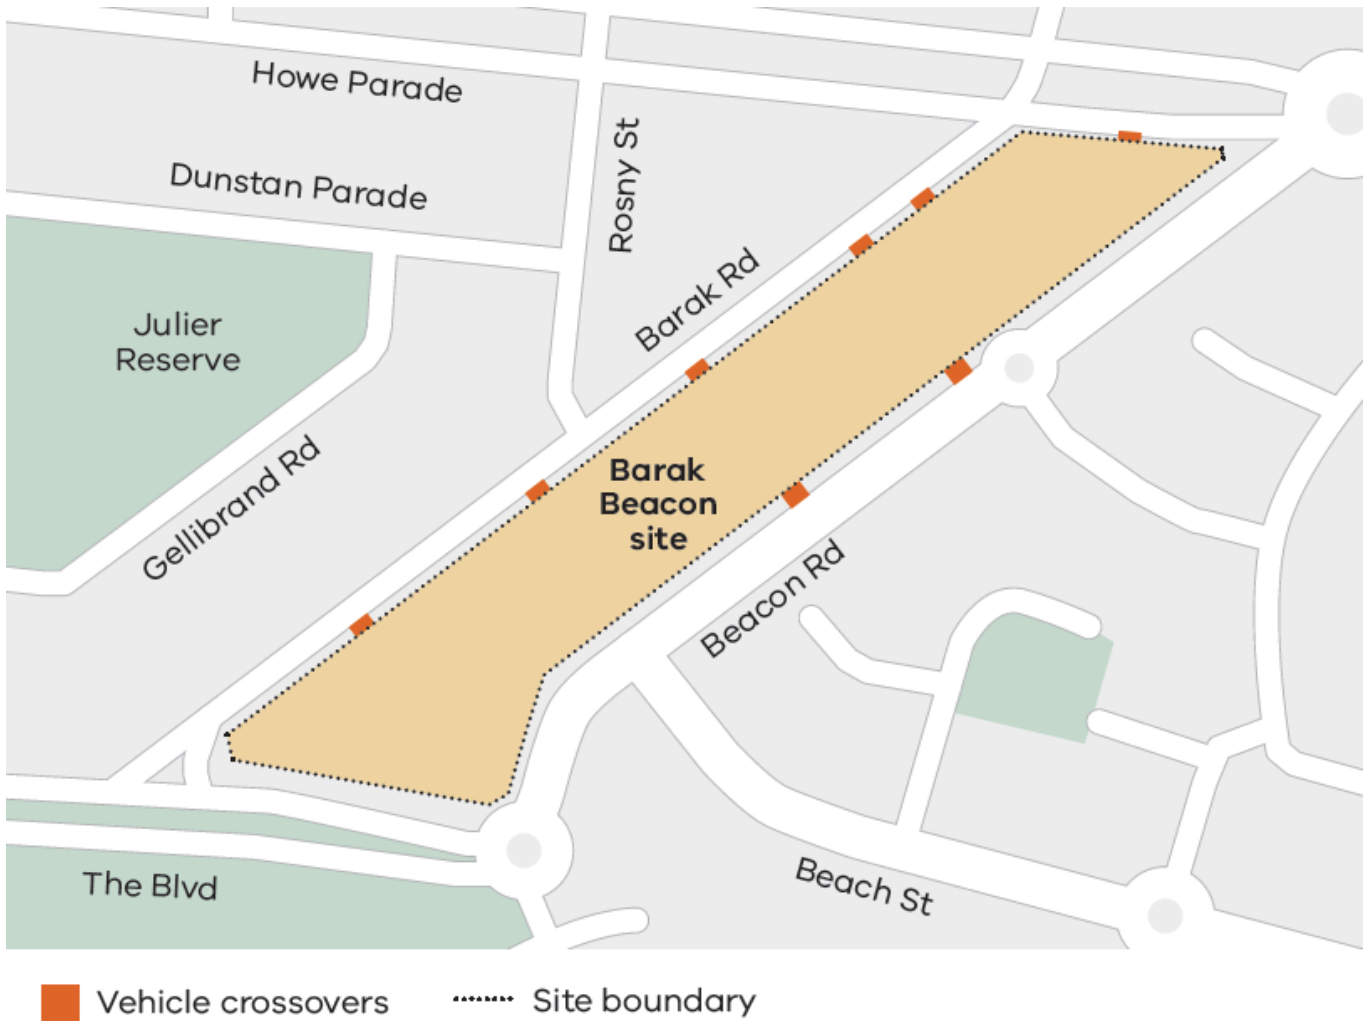 Howe Parade
Dunstan Parade
Rosny St
Barak Rd
Julier
Reserve
Gellibrand Rd
Barak
Beacon
site
Beacon Rd
The Blvd
Beach St
Vehicle crossovers
Site boundary